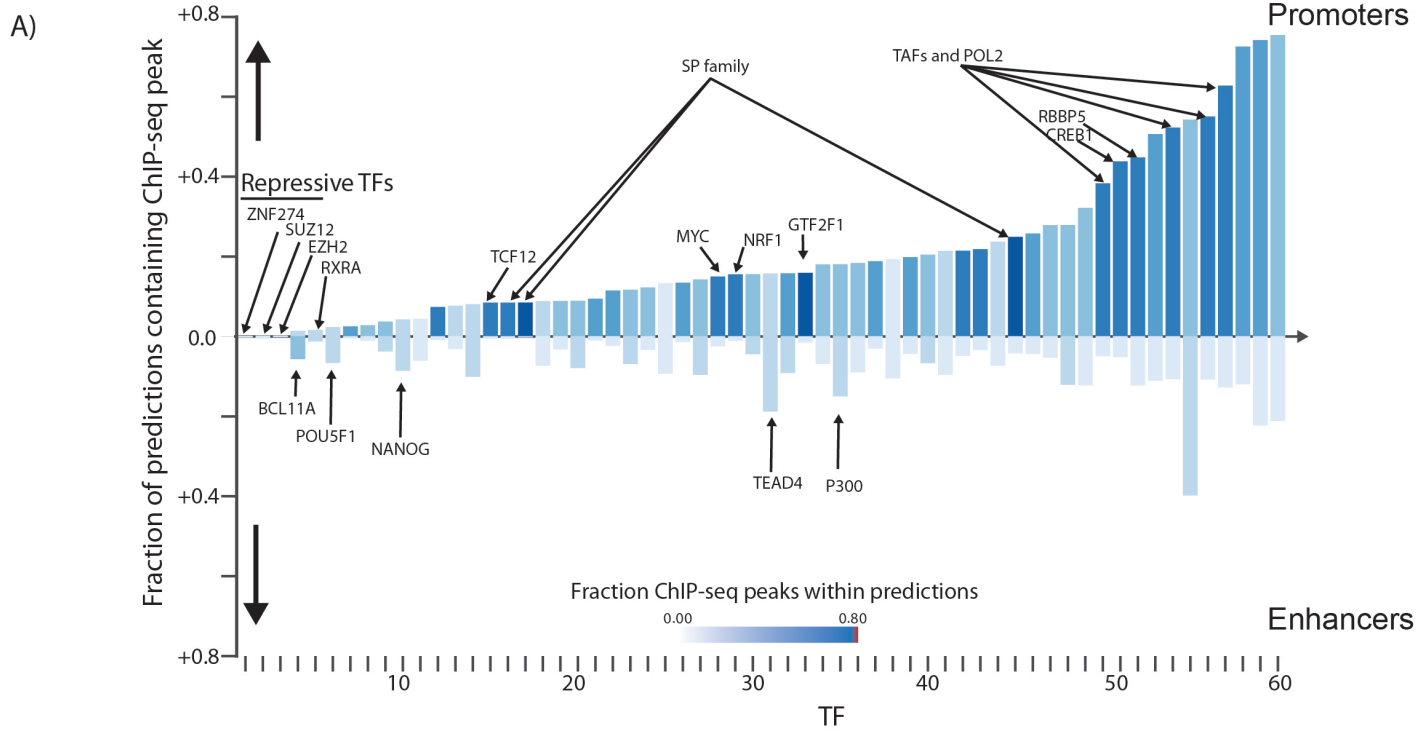 A)
Promoters
+0.8
+0.4
0.0
+0.4
+0.8
Fraction of predictions containing ChIP-seq peak
Repressive TFs
ZNF274
SUZ12
EZH2
RXRA
BCL11A
POU5F1
NANOG
TCF12
SP family
MYC
NRF1
GTF2F1
TEAD4
P300
TAFs and POL2
RBBP5
CREB1
Fraction ChIP-seq peaks within predictions
0.00 0.80
Enhancers
10 20 30 40 50 60
TF